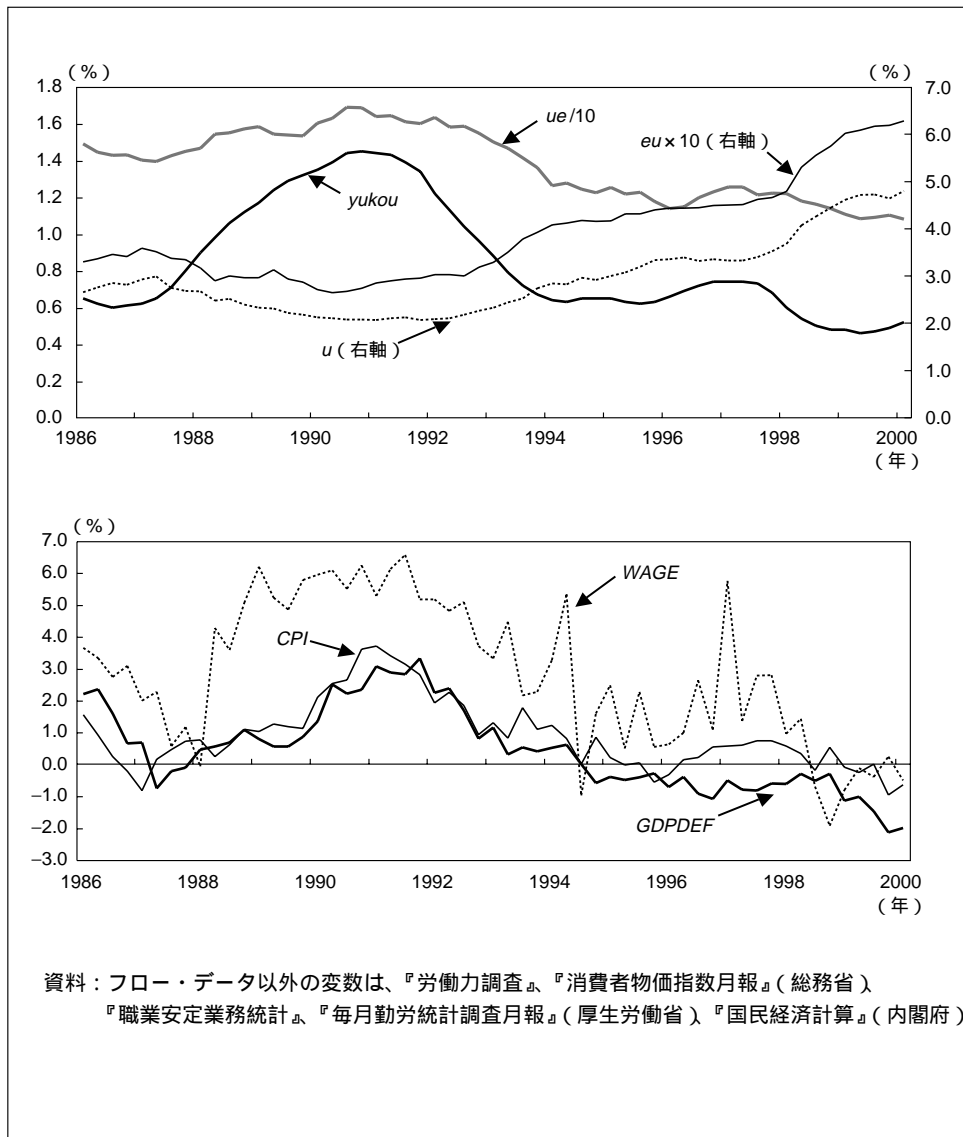 （%） （%）
1.8 7.0
1.6 6.0
1.4 5.0
1.2 4.0
1.0
0.8 3.0
0.6 2.0
0.4
0.2 1.0
0.0 0.0
ue/10
eu×10（右軸）
yukou
u（右軸）
1986 1988 1990 1992 1994 1996 1998 2000
（年）
（%）
7.0
6.0
5.0
4.0
3.0
2.0
1.0
0.0
−1.0
−2.0
−3.0
WAGE
CPI
GDPDEF
1986 1988 1990 1992 1994 1996 1998 2000
（年）
資料：フロー・データ以外の変数は、『労働力調査』、『消費者物価指数月報』（総務省）、
『職業安定業務統計』、『毎月勤労統計調査月報』（厚生労働省）、『国民経済計算』（内閣府）